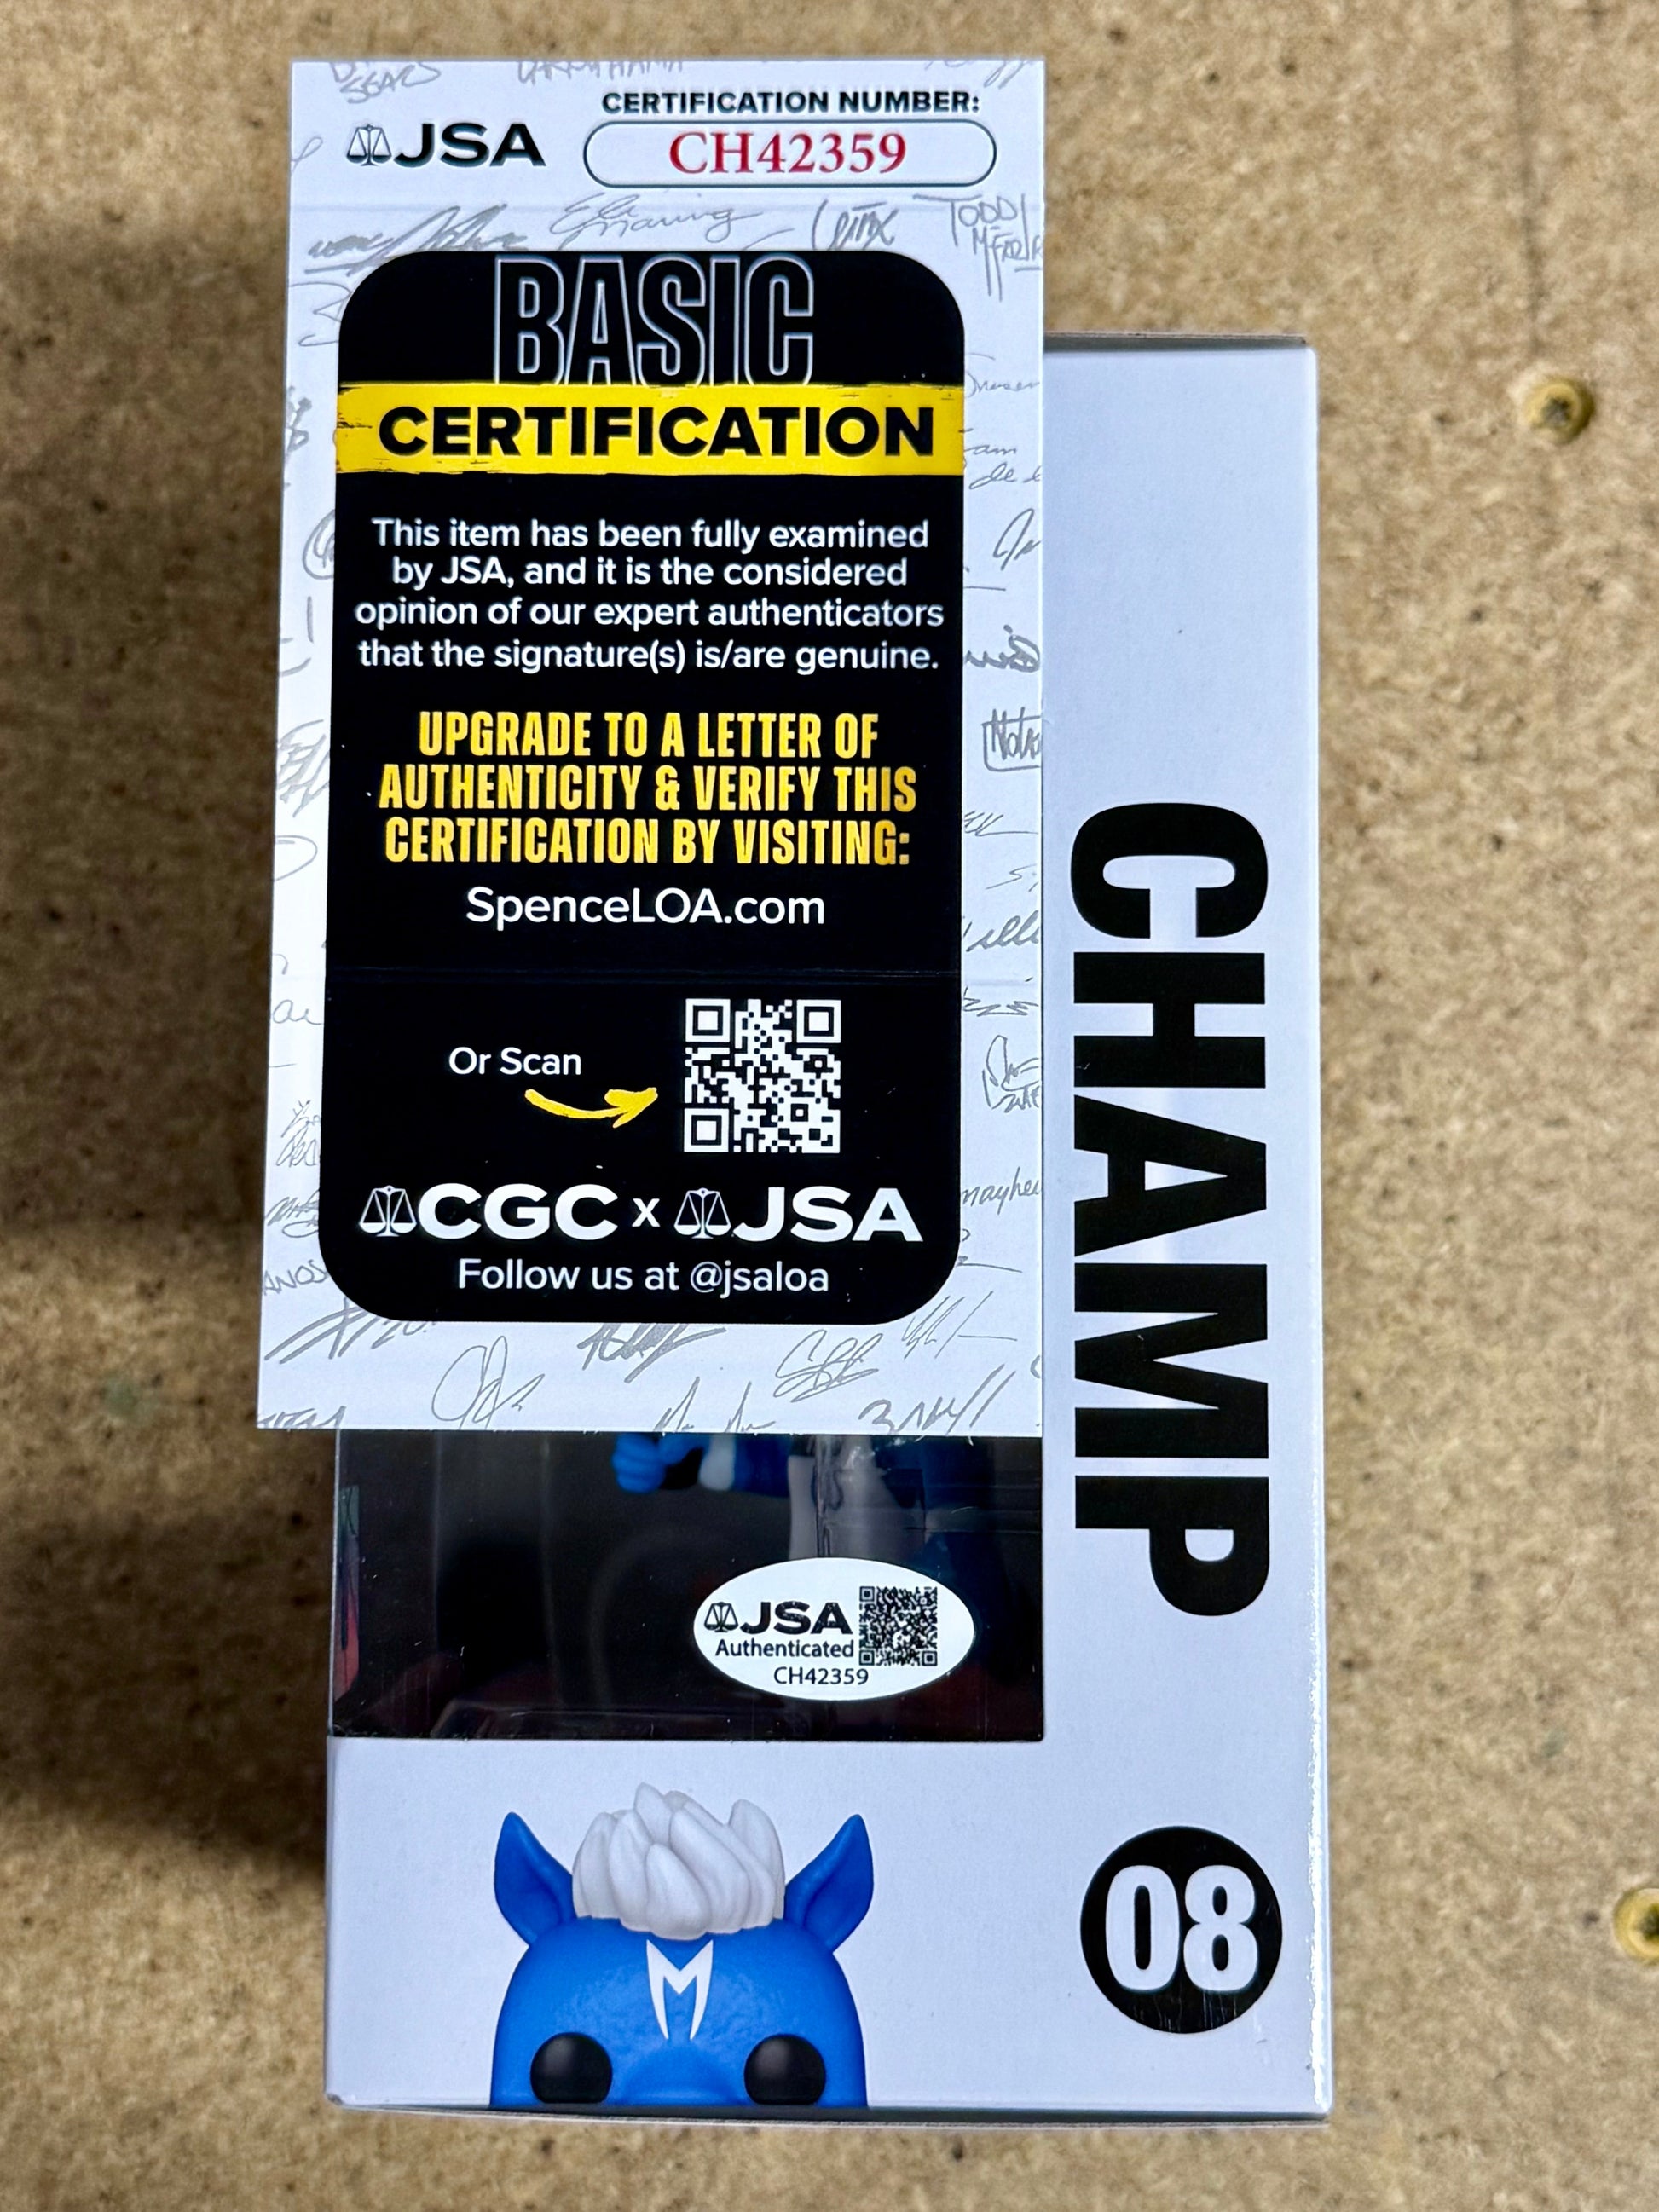 JSA
CERTIFICATION NUMBER:
CH42359
BASIC
CERTIFICATION
This item has been fully examined
by JSA, and it is the considered
opinion of our expert authenticators
that the signature(s) is/are genuine.
UPGRADE TO A LETTER OF
AUTHENTICITY & VERIFY THIS
CERTIFICATION BY VISITING:
SpenceLOA.com
Or Scan
CGC x JSA
Follow us at @jsaloa
CHAMP
JSA
Authenticated
CH42359
M
08